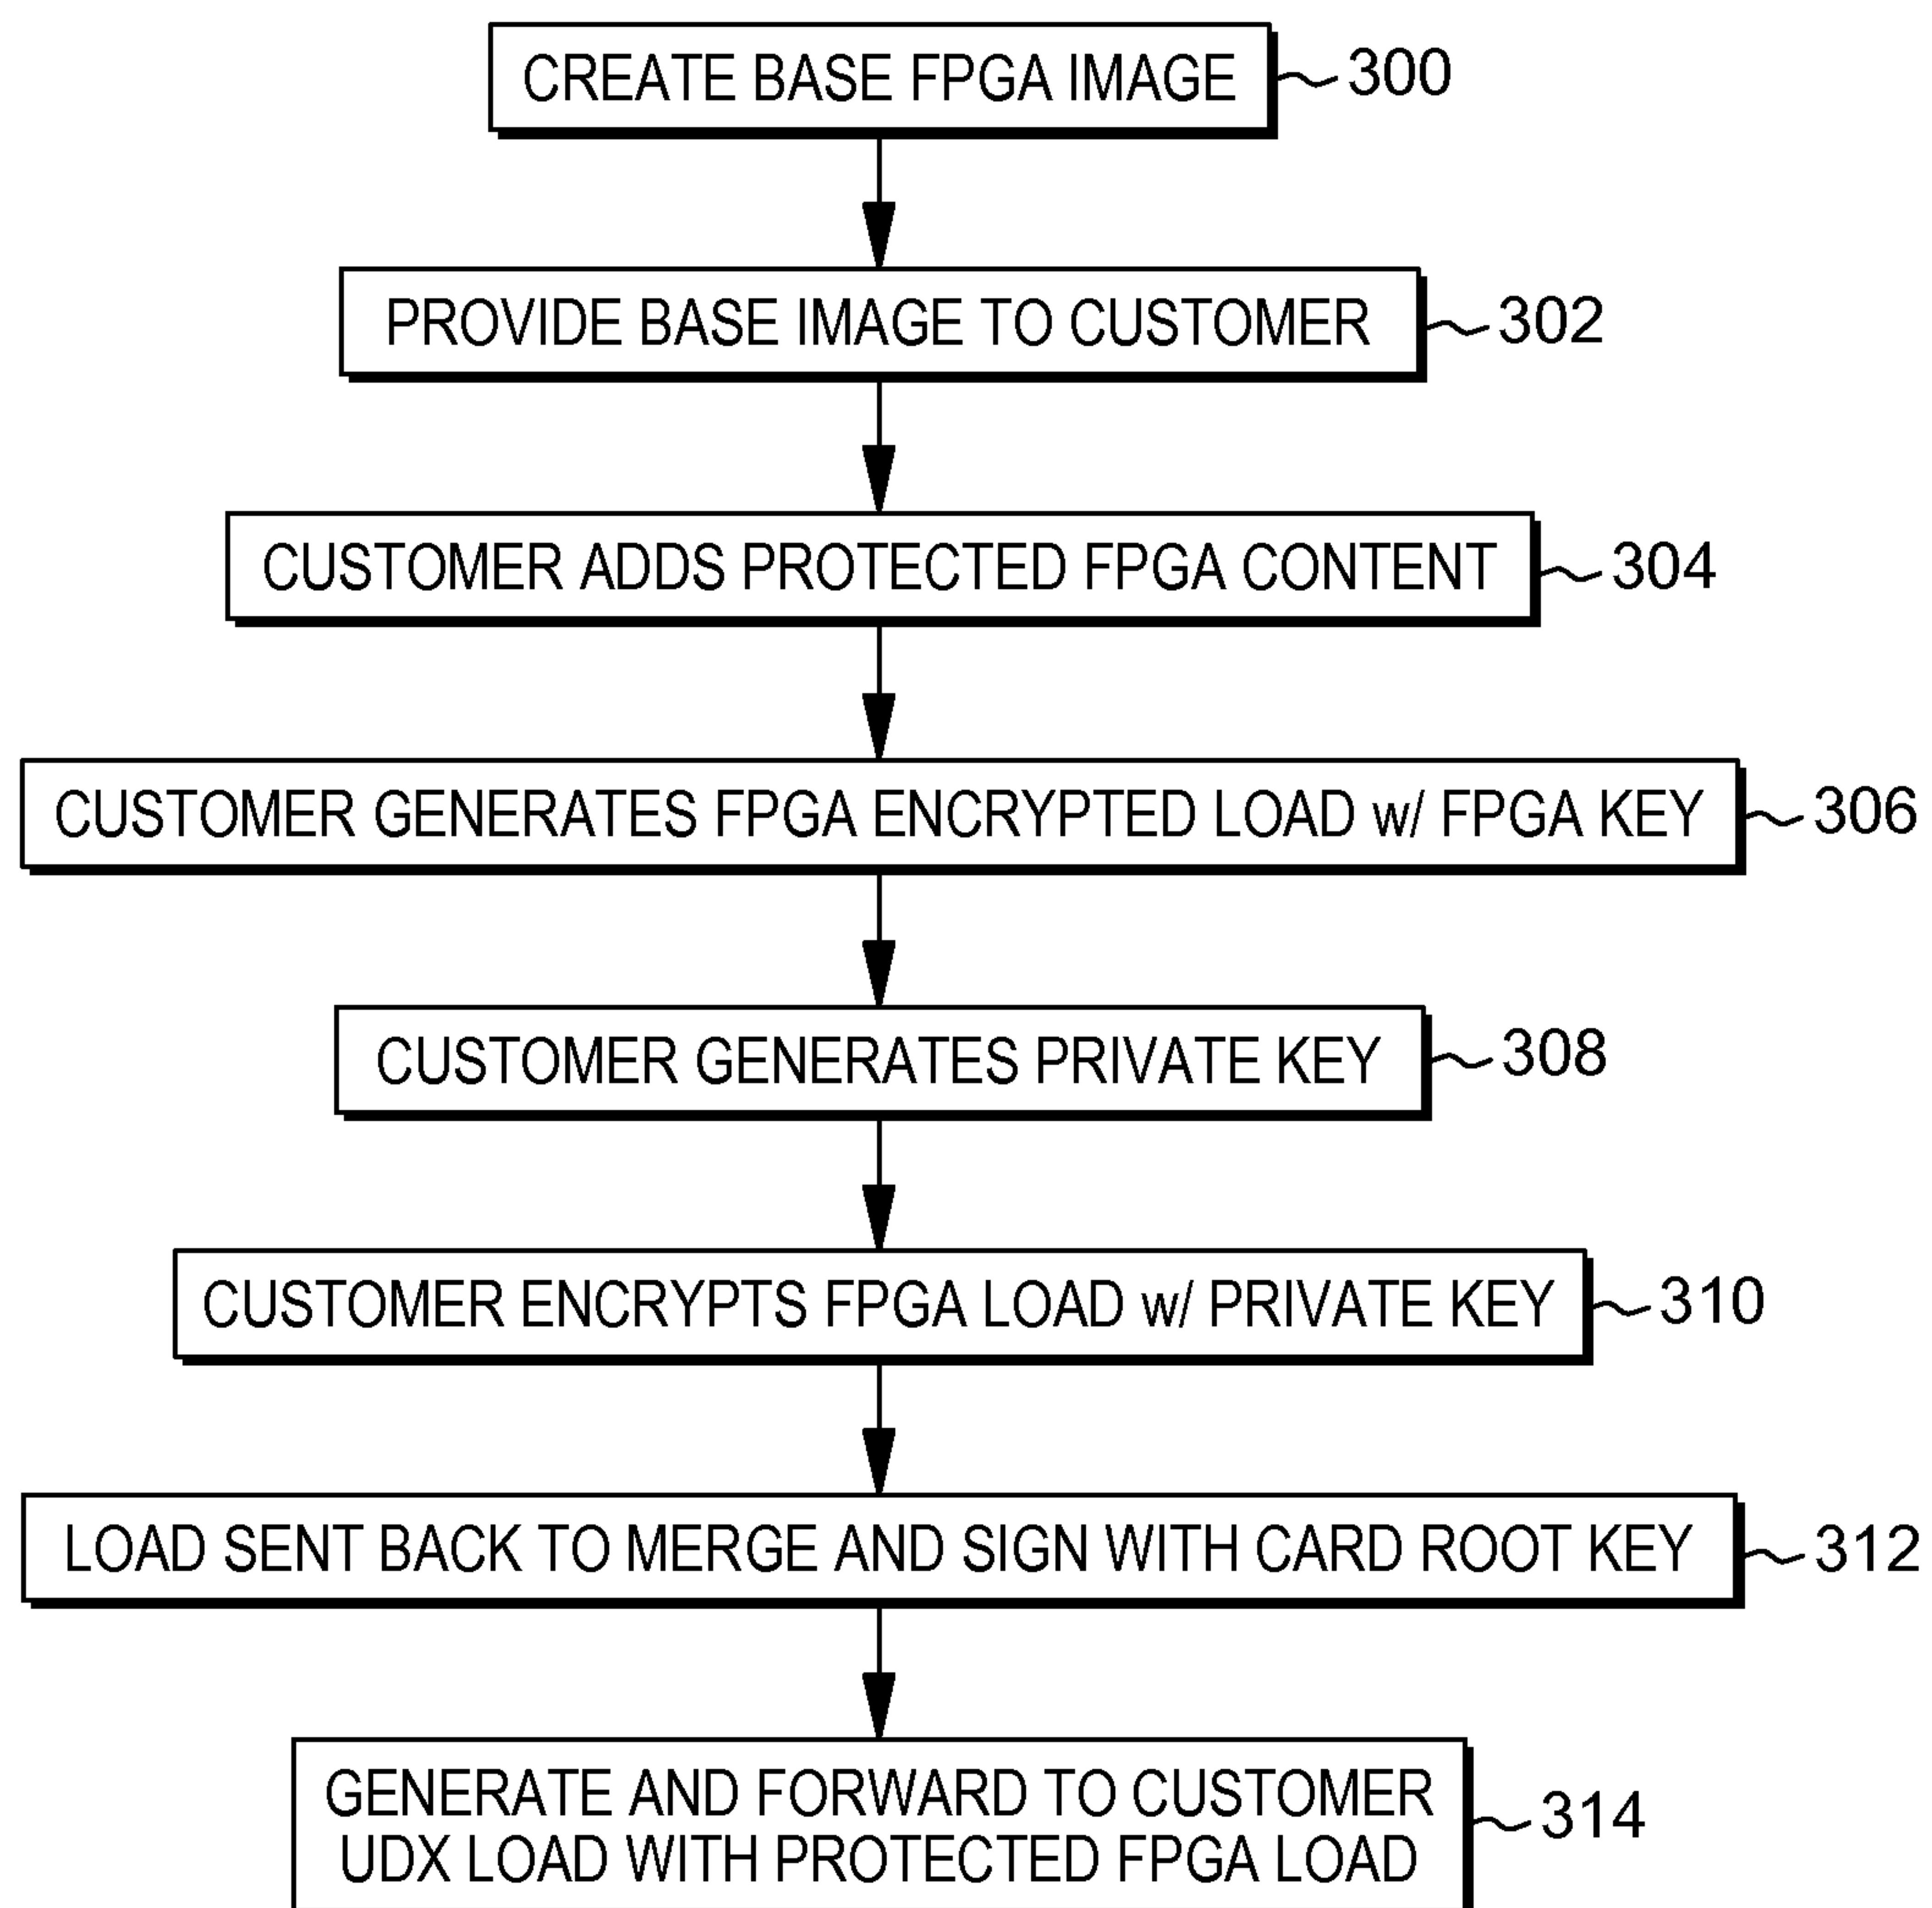 CREATE BASE FPGA IMAGE 300
PROVIDE BASE IMAGE TO CUSTOMER 302
CUSTOMER ADDS PROTECTED FPGA CONTENT 304
CUSTOMER GENERATES FPGA ENCRYPTED LOAD w/ FPGA KEY 306
CUSTOMER GENERATES PRIVATE KEY 308
CUSTOMER ENCRYPTS FPGA LOAD w/ PRIVATE KEY 310
LOAD SENT BACK TO MERGE AND SIGN WITH CARD ROOT KEY 312
GENERATE AND FORWARD TO CUSTOMER
UDX LOAD WITH PROTECTED FPGA LOAD 314